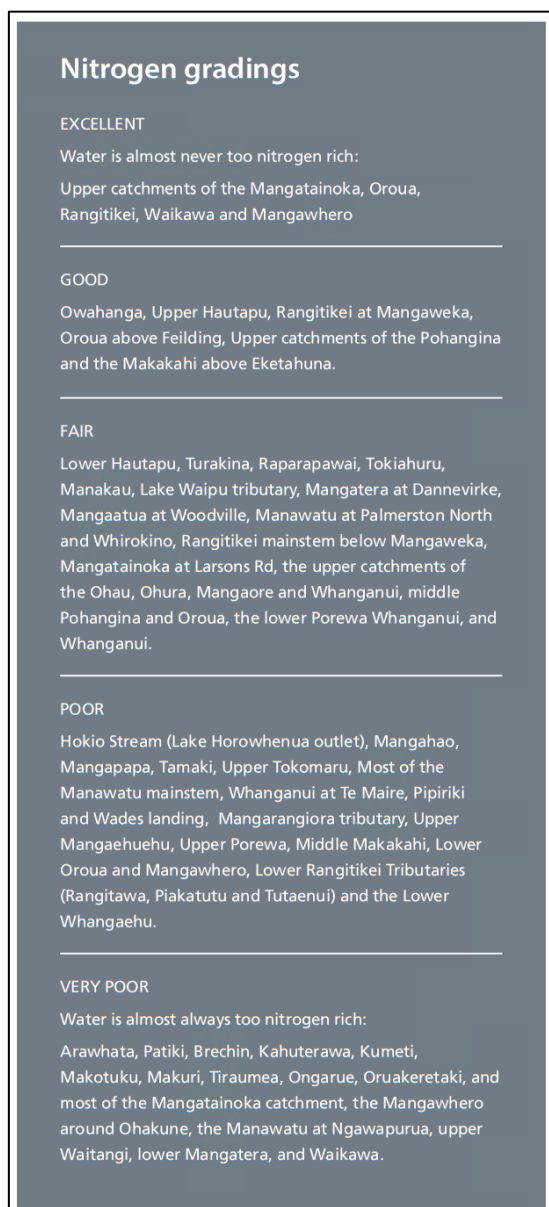 Nitrogen gradings
EXCELLENT
Water is almost never too nitrogen rich:
Upper catchments of the Mangatainoka, Oroua,
Rangitikei, Waikawa and Mangawhero
GOOD
Owahanga, Upper Hautapu, Rangitikei at Mangaweka,
Oroua above Feilding, Upper catchments of the Pohangina
and the Makakahi above Eketahuna.
FAIR
Lower Hautapu, Turakina, Raparapawai, Tokiahuru,
Manakau, Lake Waipu tributary, Mangatera at Dannevirke,
Mangaatua at Woodville, Manawatu at Palmerston North
and Whirokino, Rangitikei mainstem below Mangaweka,
Mangatainoka at Larsons Rd, the upper catchments of
the Ohau, Ohura, Mangaore and Whanganui, middle
Pohangina and Oroua, the lower Porewa Whanganui, and
Whanganui.
POOR
Hokio Stream (Lake Horowhenua outlet), Mangahao,
Mangapapa, Tamaki, Upper Tokomaru, Most of the
Manawatu mainstem, Whanganui at Te Maire, Pipiriki
and Wades landing, Mangarangiora tributary, Upper
Mangaehuehu, Upper Porewa, Middle Makakahi, Lower
Oroua and Mangawhero, Lower Rangitikei Tributaries
(Rangitawa, Piakatutu and Tutaenui) and the Lower
Whangaehu.
VERY POOR
Water is almost always too nitrogen rich:
Arawhata, Patiki, Brechin, Kahuterawa, Kumeti,
Makotuku, Makuri, Tiraumea, Ongarue, Oruakeretaki, and
most of the Mangatainoka catchment, the Mangawhero
around Ohakune, the Manawatu at Ngawapurua, upper
Waitangi, lower Mangatera, and Waikawa.